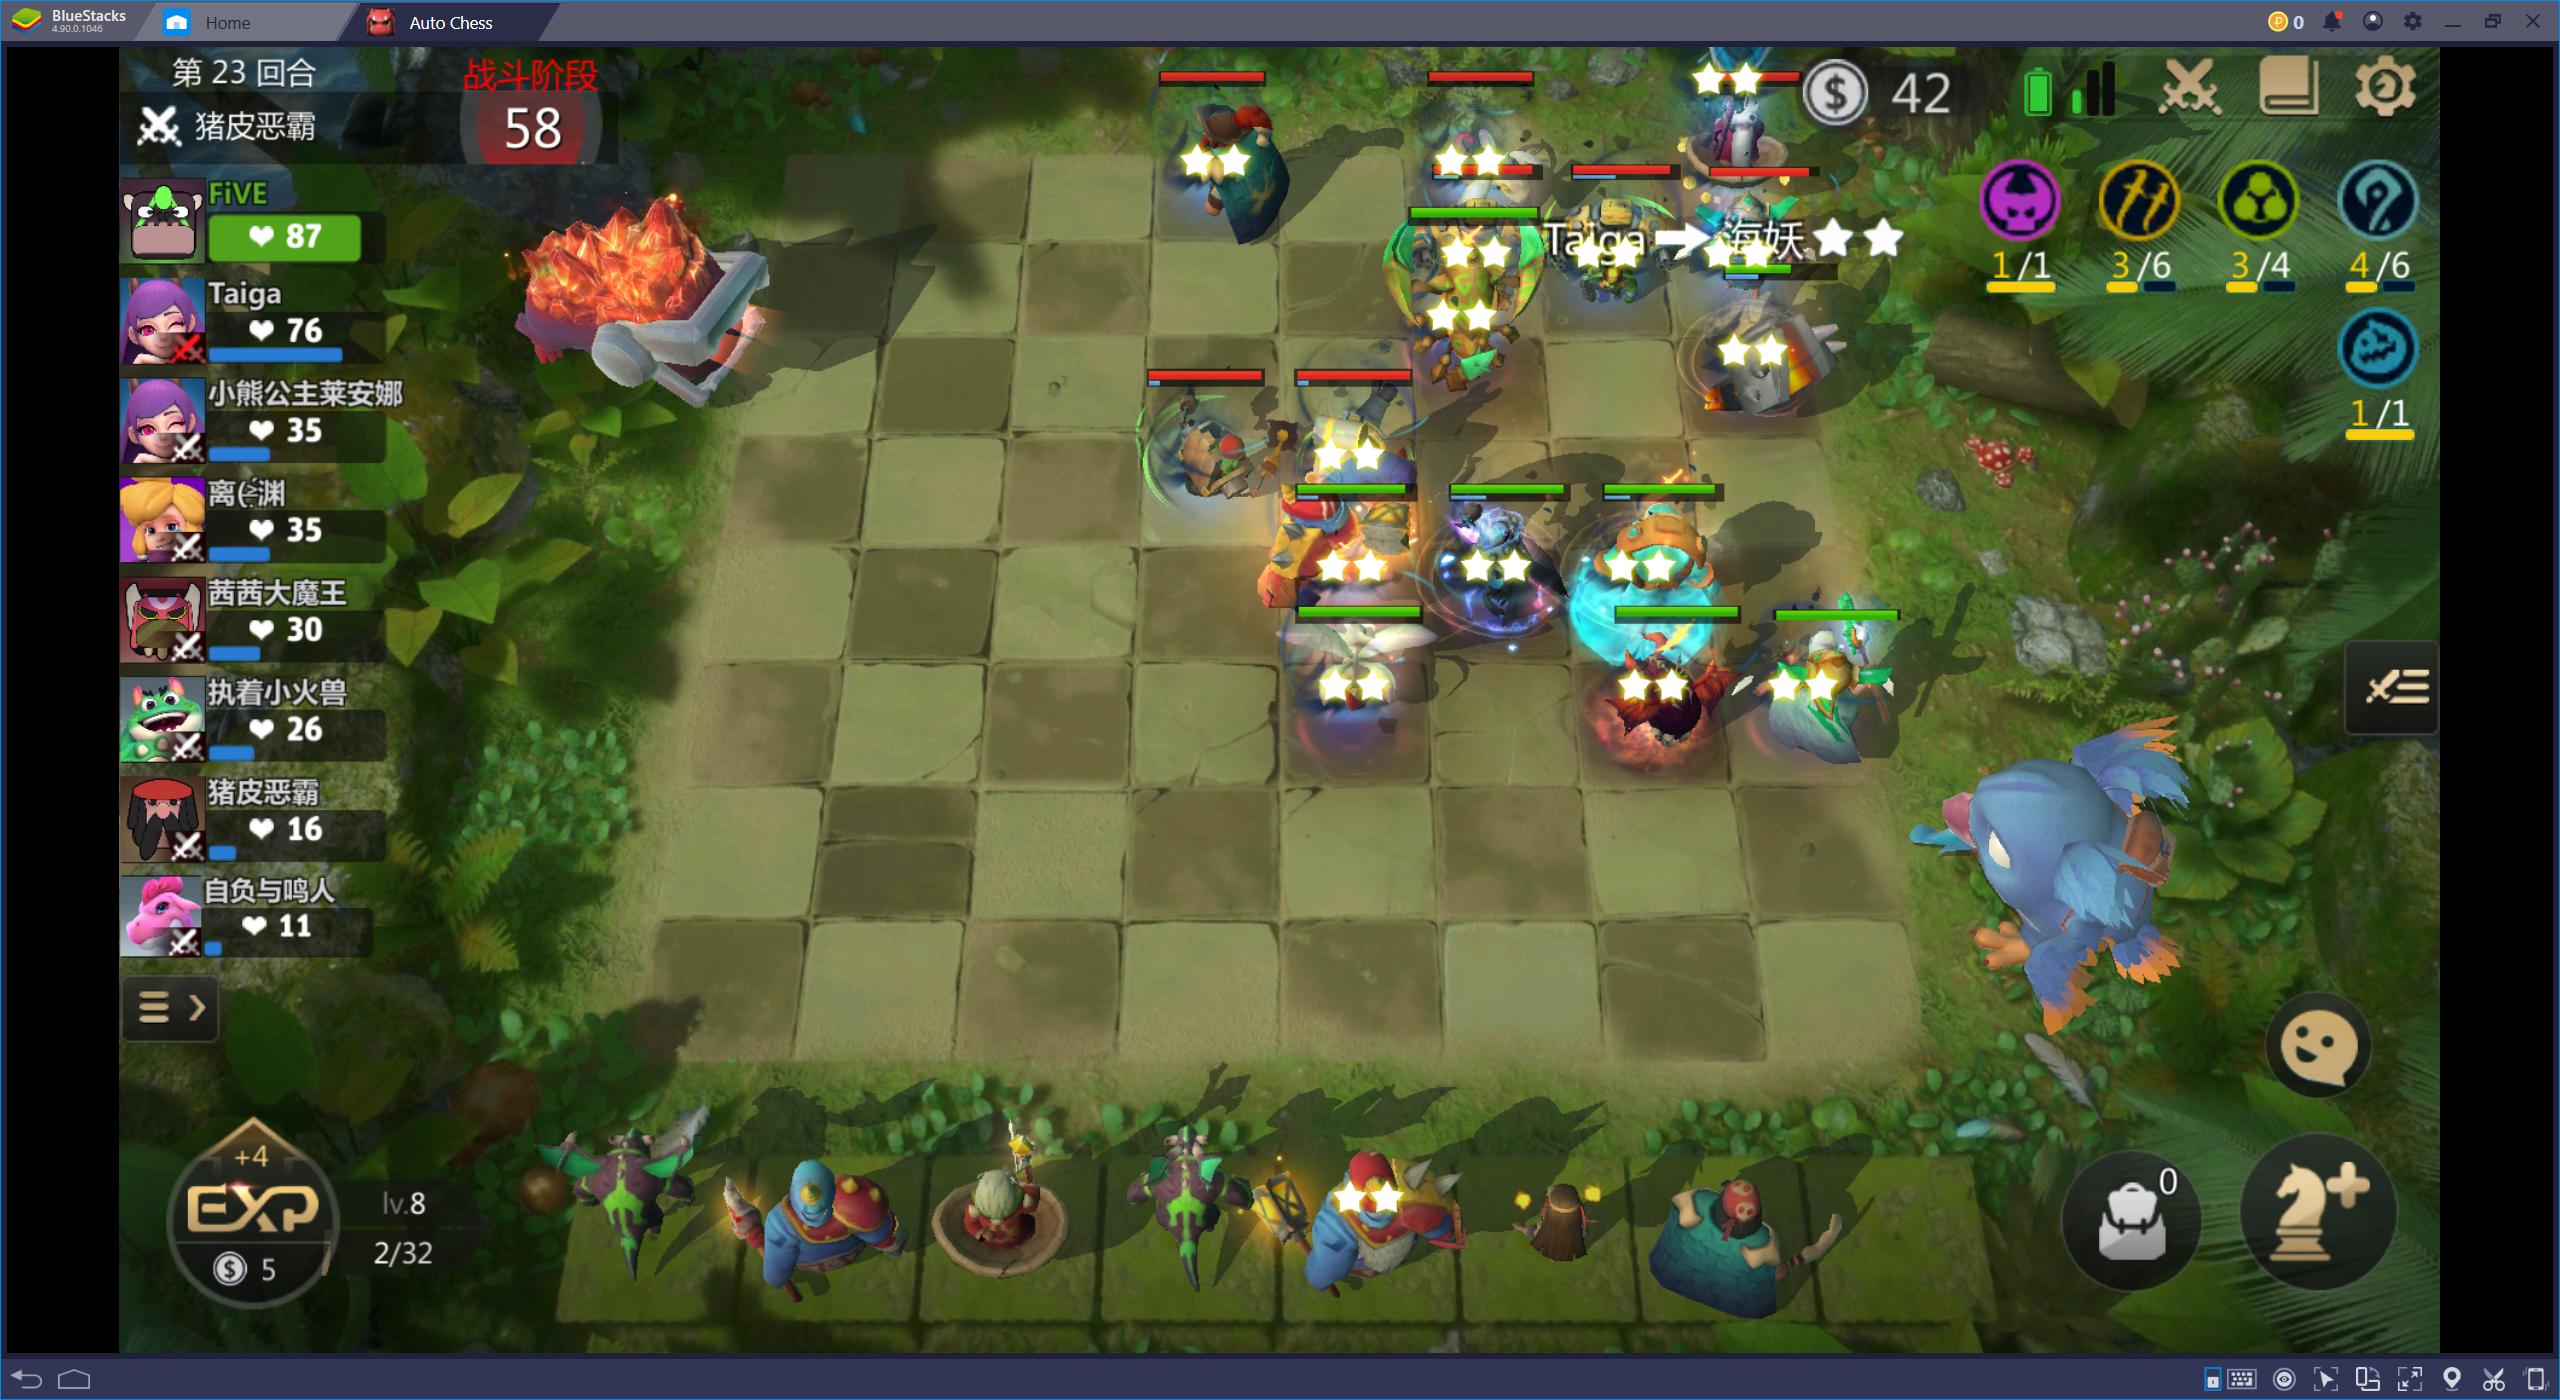 BlueStacks
4.90.0.1046
Home
Auto Chess
0
第 23 回合
战斗阶段
猪皮恶霸
58
42
FiVE
87
Taiga
76
小熊公主莱安娜
35
35
茜茜大魔王
30
执着小火兽
26
猪皮恶霸
16
自负与鸣人
11
Taiga
海妖
1/1
3/6
3/4
4/6
1/1
+4
EXP
5
lv.8
2/32
0